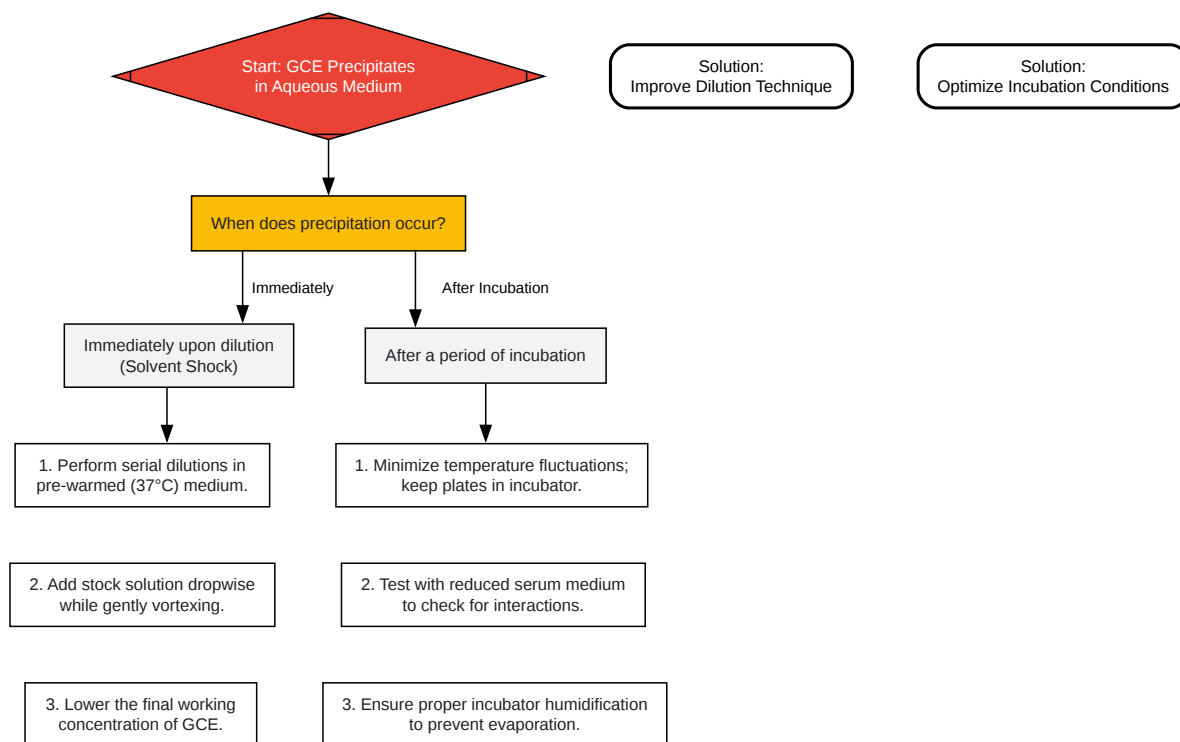 Start: GCE Precipitates
in Aqueous Medium
Solution:
Improve Dilution Technique
Solution:
Optimize Incubation Conditions
When does precipitation occur?
Immediately
After Incubation
Immediately upon dilution
(Solvent Shock)
After a period of incubation
1. Perform serial dilutions in
pre-warmed (37°C) medium.
1. Minimize temperature fluctuations;
keep plates in incubator.
2. Add stock solution dropwise
while gently vortexing.
2. Test with reduced serum medium
to check for interactions.
3. Lower the final working
concentration of GCE.
3. Ensure proper incubator humidification
to prevent evaporation.